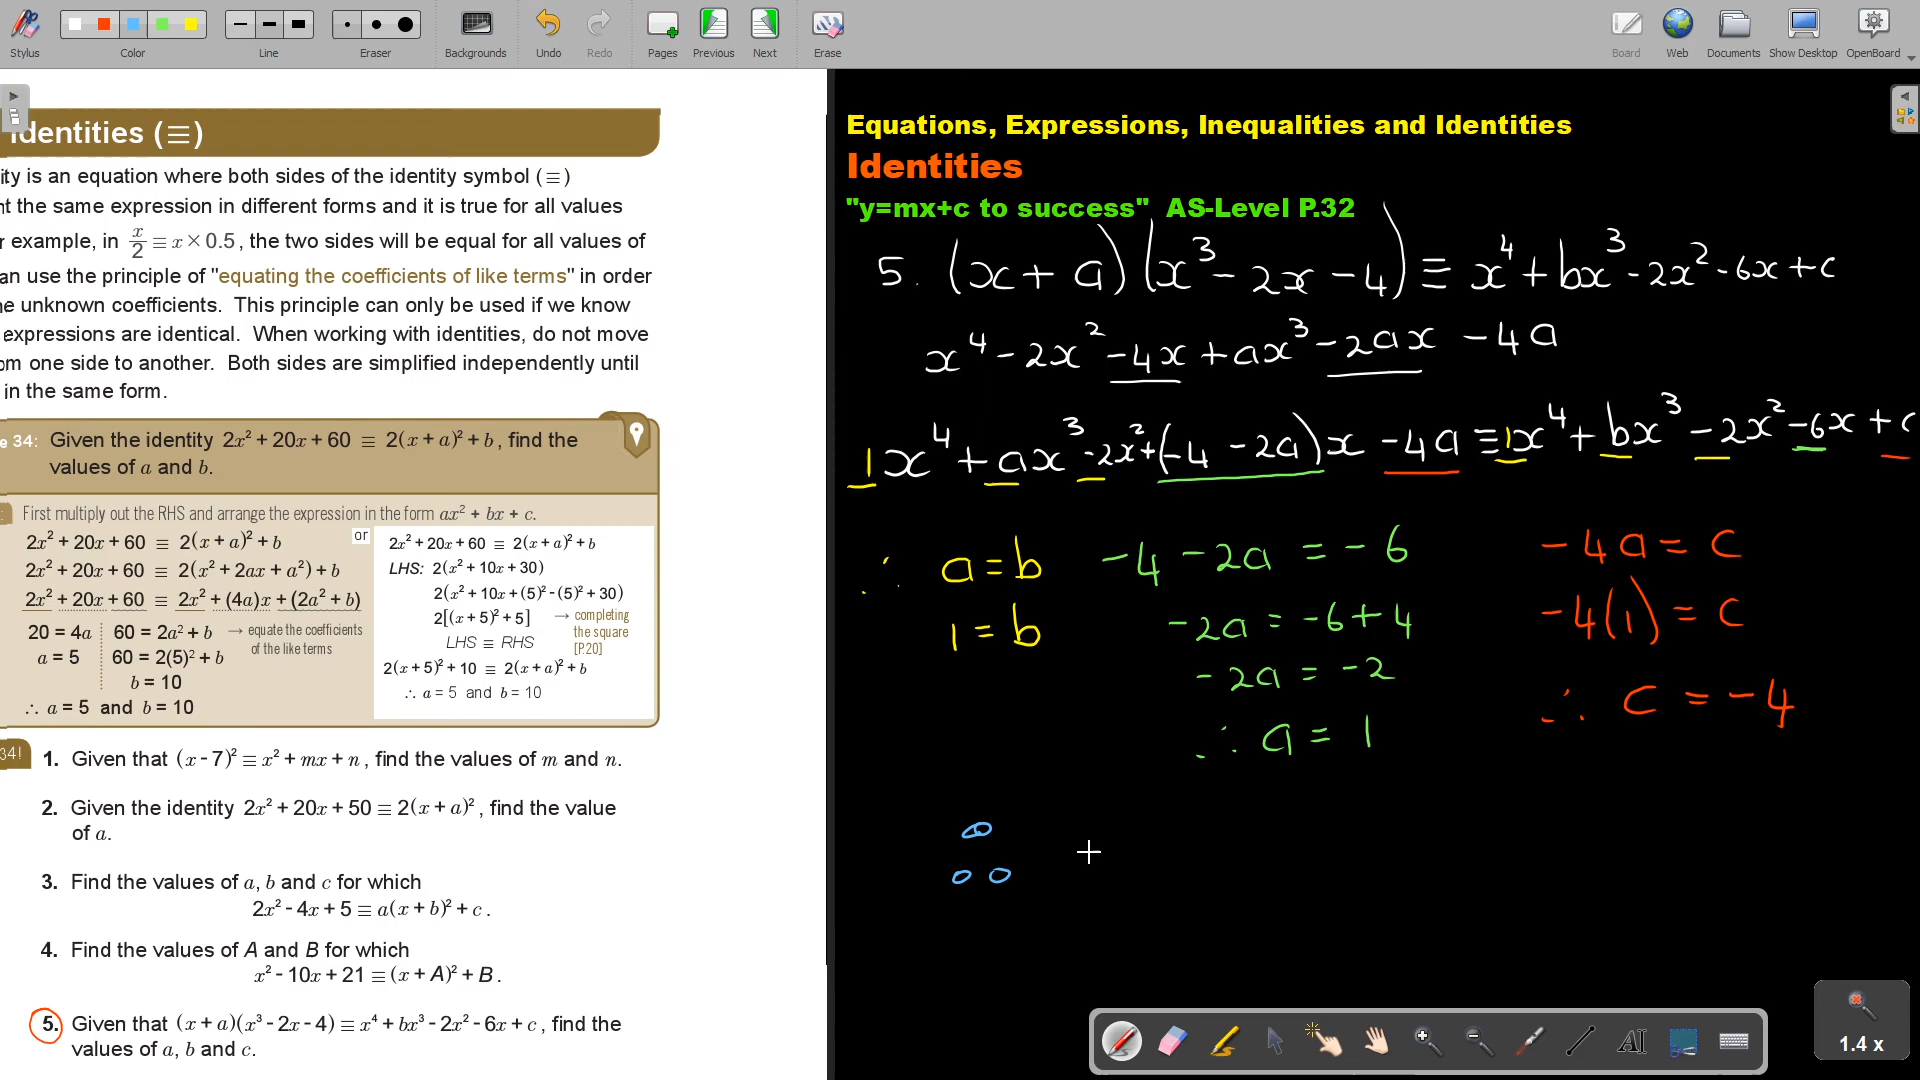 Stylus
Color
Line
Eraser
Backgrounds
Undo
Redo
Pages
Previous
Next
Erase
Board
Web
Documents
Show Desktop
OpenBoard
Identities (≡)
ity is an equation where both sides of the identity symbol (≡)
nt the same expression in different forms and it is true for all values
r example, in x/2 ≡ x × 0.5, the two sides will be equal for all values of
an use the principle of "equating the coefficients of like terms" in order
e unknown coefficients. This principle can only be used if we know
expressions are identical. When working with identities, do not move
om one side to another. Both sides are simplified independently until
in the same form.
e 34: Given the identity 2x² + 20x + 60 ≡ 2(x + a)² + b, find the
values of a and b.
First multiply out the RHS and arrange the expression in the form ax² + bx + c.
2x² + 20x + 60 ≡ 2(x + a)² + b
2x² + 20x + 60 ≡ 2(x² + 2ax + a²) + b
2x² + 20x + 60 ≡ 2x² + (4a)x + (2a² + b)
20 = 4a 60 = 2a² + b → equate the coefficients
of the like terms
a = 5 60 = 2(5)² + b
b = 10
∴ a = 5 and b = 10
or
2x² + 20x + 60 ≡ 2(x + a)² + b
LHS: 2(x² + 10x + 30)
2(x² + 10x + (5)² - (5)² + 30)
2[(x + 5)² + 5] → completing
the square
[P.20]
LHS ≡ RHS
2(x + 5)² + 10 ≡ 2(x + a)² + b
∴ a = 5 and b = 10
34!
1. Given that (x - 7)² ≡ x² + mx + n, find the values of m and n.
2. Given the identity 2x² + 20x + 50 ≡ 2(x + a)², find the value
of a.
3. Find the values of a, b and c for which
2x² - 4x + 5 ≡ a(x + b)² + c.
4. Find the values of A and B for which
x² - 10x + 21 ≡ (x + A)² + B.
5. Given that (x + a)(x³ - 2x - 4) ≡ x⁴ + bx³ - 2x² - 6x + c, find the
values of a, b and c.
Equations, Expressions, Inequalities and Identities
Identities
"y=mx+c to success" AS-Level P.32
5. (x + a)(x³ - 2x - 4) ≡ x⁴ + bx³ - 2x² - 6x + c
x⁴ - 2x² - 4x + ax³ - 2ax - 4a
1x⁴ + ax³ - 2x² + (-4 - 2a)x - 4a ≡ 1x⁴ + bx³ - 2x² - 6x + c
∴ a = b
1 = b
-4 - 2a = -6
-2a = -6 + 4
-2a = -2
∴ a = 1
-4a = c
-4(1) = c
∴ c = -4
AI
1.4 x